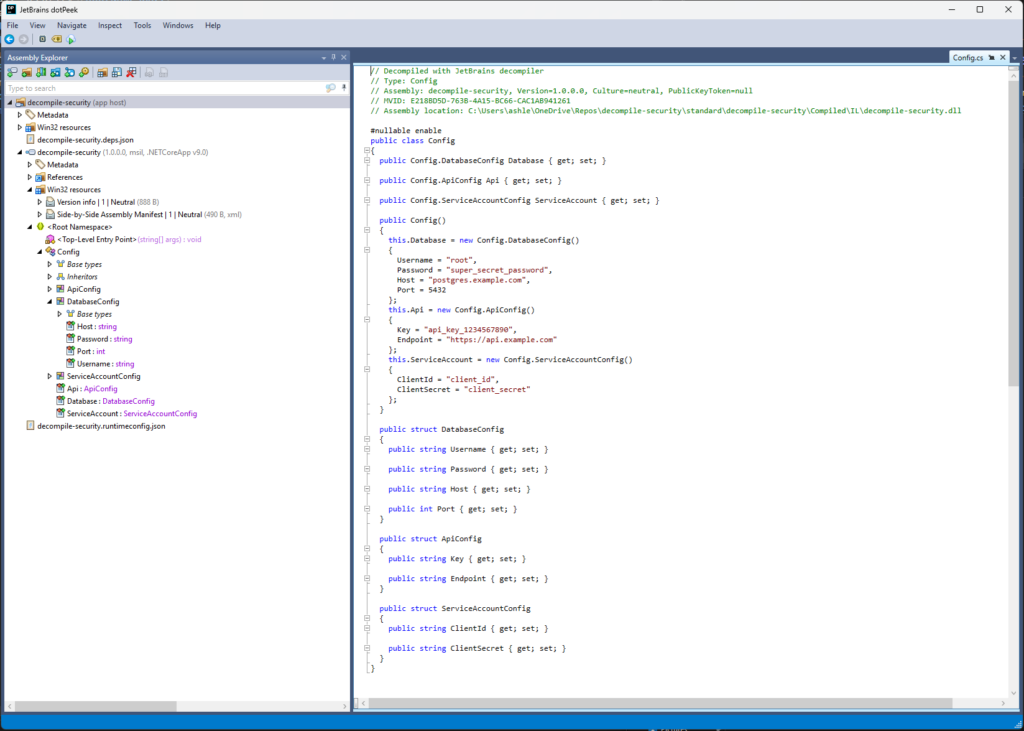 JetBrains dotPeek
File View Navigate Inspect Tools Windows Help
Assembly Explorer
Type to search
decompile-security (app host)
Metadata
Win32 resources
decompile-security.deps.json
decompile-security (1.0.0.0, msil, .NETCoreApp v9.0)
Metadata
References
Win32 resources
Version info | 1 | Neutral (888 B)
Side-by-Side Assembly Manifest | 1 | Neutral (490 B, xml)
<Root Namespace>
<Top-Level Entry Point>(string[] args) : void
Config
Base types
Inheritors
ApiConfig
DatabaseConfig
Base types
Host : string
Password : string
Port : int
Username : string
ServiceAccountConfig
Api : ApiConfig
Database : DatabaseConfig
ServiceAccount : ServiceAccountConfig
decompile-security.runtimeconfig.json
Config.cs
// Decompiled with JetBrains decompiler
// Type: Config
// Assembly: decompile-security, Version=1.0.0.0, Culture=neutral, PublicKeyToken=null
// MVID: E218BD5D-763B-4A15-BC66-CAC1AB941261
// Assembly location: C:\Users\ashle\OneDrive\Repos\decompile-security\standard\decompile-security\Compiled\IL\decompile-security.dll
#nullable enable
public class Config
{
public Config.DatabaseConfig Database { get; set; }
public Config.ApiConfig Api { get; set; }
public Config.ServiceAccountConfig ServiceAccount { get; set; }
public Config()
{
this.Database = new Config.DatabaseConfig()
{
Username = "root",
Password = "super_secret_password",
Host = "postgres.example.com",
Port = 5432
};
this.Api = new Config.ApiConfig()
{
Key = "api_key_1234567890",
Endpoint = "https://api.example.com"
};
this.ServiceAccount = new Config.ServiceAccountConfig()
{
ClientId = "client_id",
ClientSecret = "client_secret"
};
}
public struct DatabaseConfig
{
public string Username { get; set; }
public string Password { get; set; }
public string Host { get; set; }
public int Port { get; set; }
}
public struct ApiConfig
{
public string Key { get; set; }
public string Endpoint { get; set; }
}
public struct ServiceAccountConfig
{
public string ClientId { get; set; }
public string ClientSecret { get; set; }
}
}